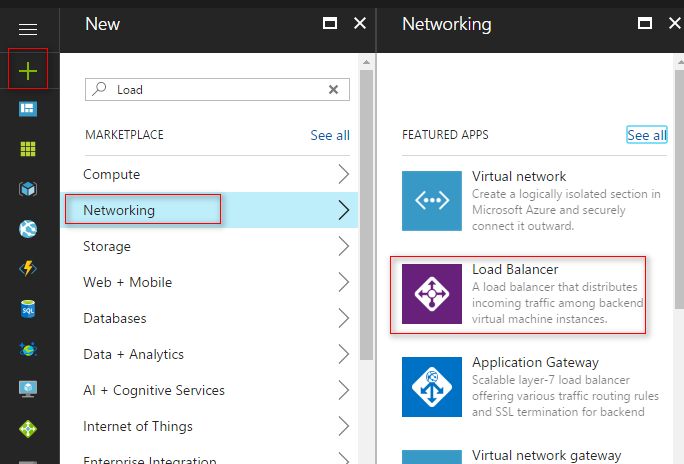 New
Networking
Load
MARKETPLACE
See all
Compute
Networking
Storage
Web + Mobile
Databases
Data + Analytics
AI + Cognitive Services
Internet of Things
Enterprise Integration
FEATURED APPS
See all
Virtual network
Create a logically isolated section in
Microsoft Azure and securely
connect it outward.
Load Balancer
A load balancer that distributes
incoming traffic among backend
virtual machine instances.
Application Gateway
Scalable layer-7 load balancer
offering various traffic routing rules
and SSL termination for backend
Virtual network gateway
SQL